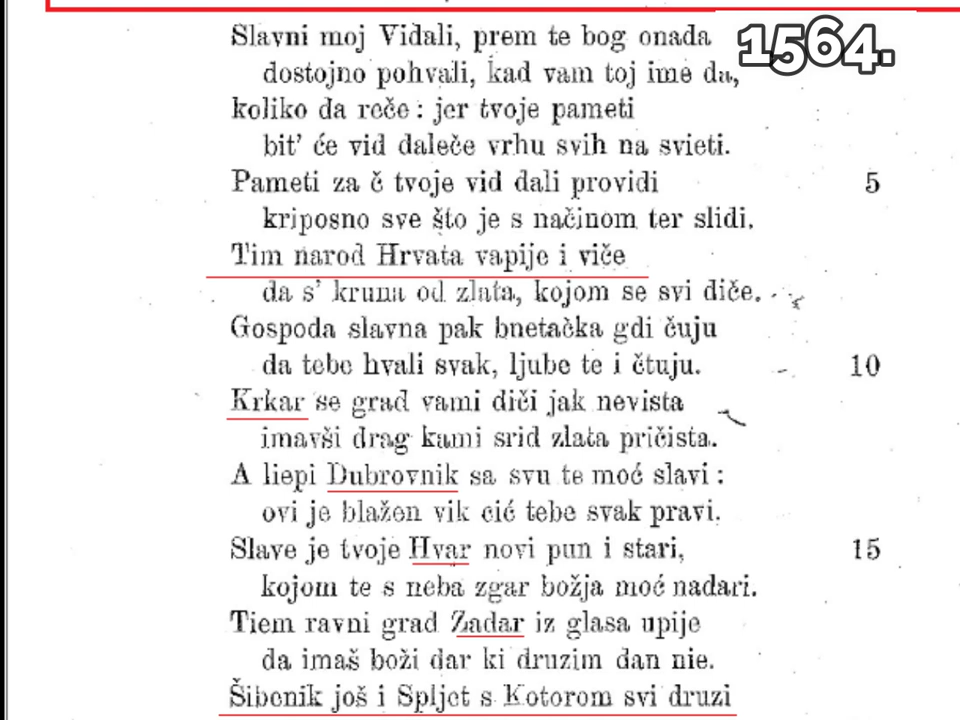 1564.
Slavni moj Vidali, prem te bog onada
dostojno pohvali, kad vam toj ime da,
koliko da reče : jer tvoje pameti
bit' će vid daleče vrhu svih na svieti.
Pameti za č tvoje vid dali providi 5
kriposno sve što je s načinom ter slidi.
Tim narod Hrvata vapije i viče
da s' kruna od zlata, kojom se svi diče.
Gospoda slavna pak bnetačka gdi čuju
da tebe hvali svak, ljube te i čtuju. 10
Krkar se grad vami diči jak nevista
imavši drag kami srid zlata pričista.
A liepi Dubrovnik sa svu te moć slavi :
ovi je blažen vik cić tebe svak pravi.
Slave je tvoje Hvar novi pun i stari, 15
kojom te s neba zgar božja moć nadari.
Tiem ravni grad Zadar iz glasa upije
da imaš boži dar ki druzim dan nie.
Šibenik još i Spljet s Kotorom svi druzi